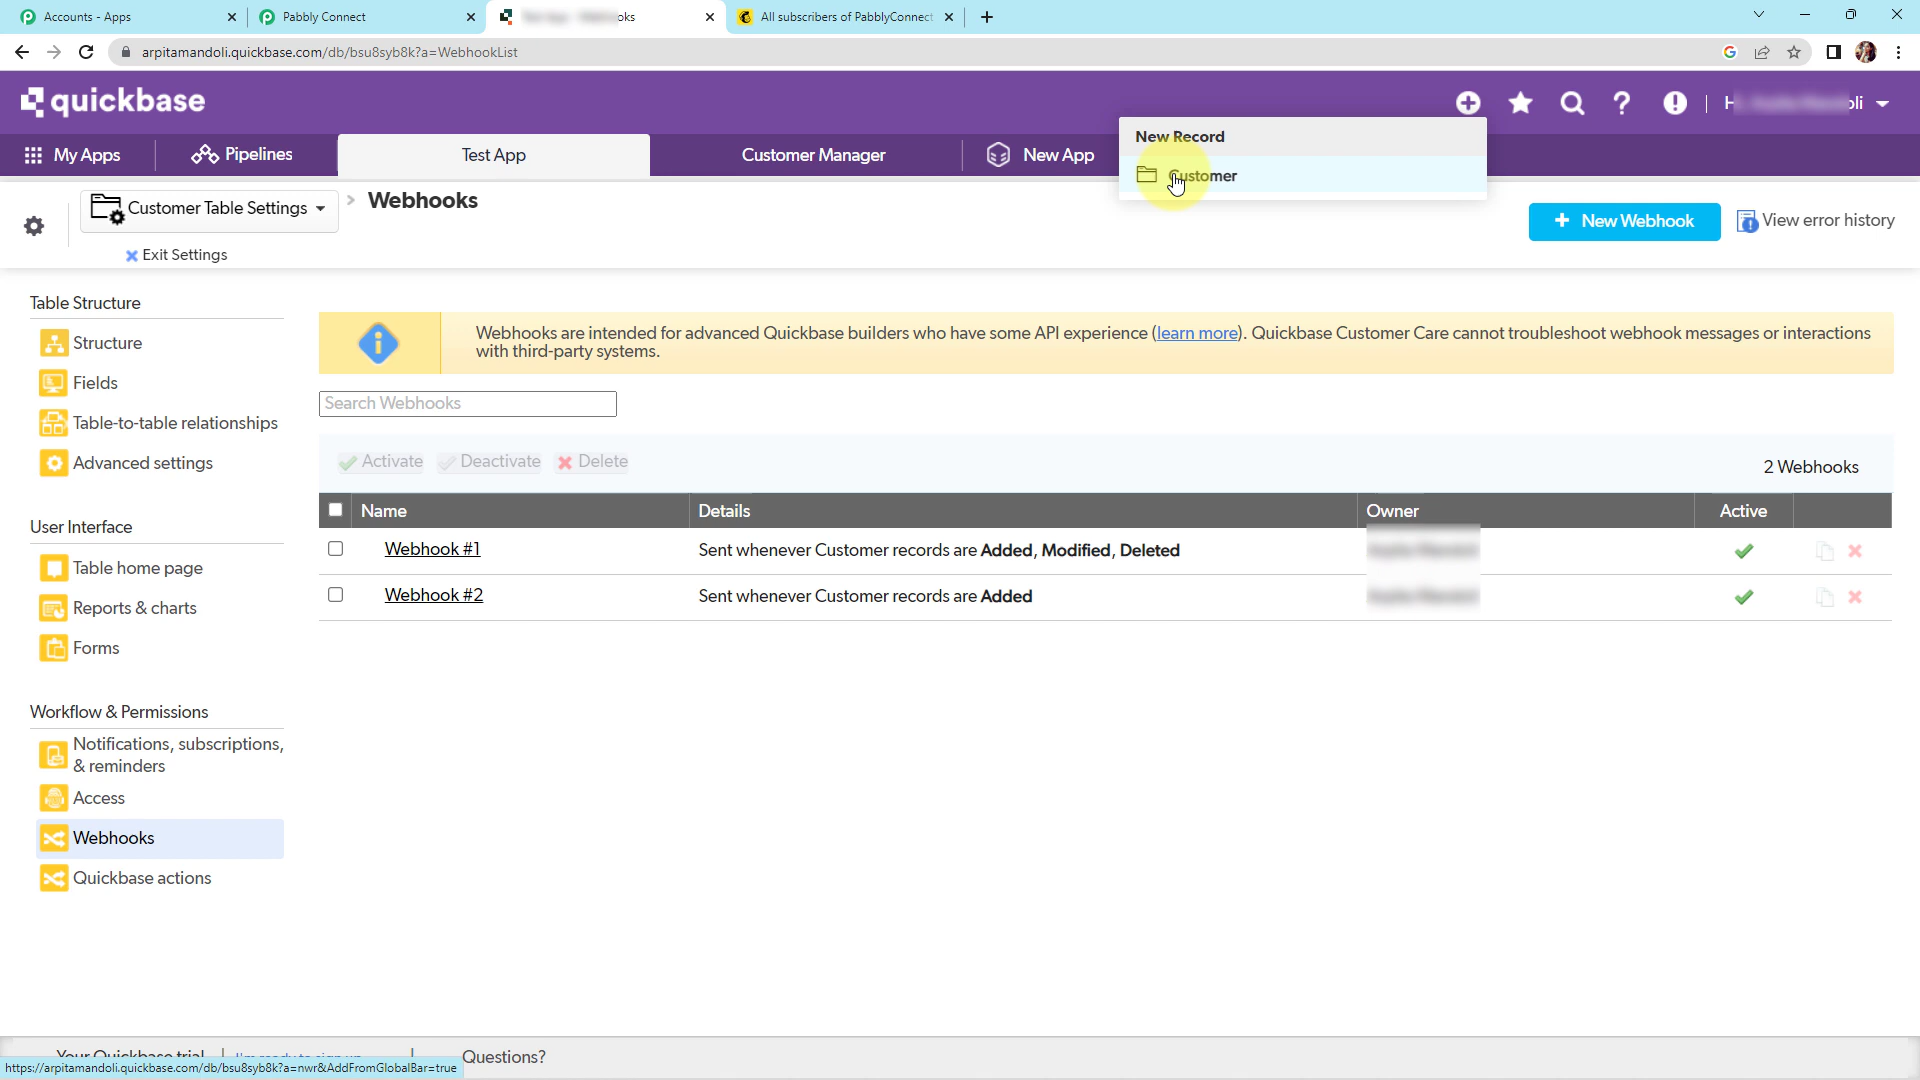 Accounts - Apps
Pabbly Connect
oks
All subscribers of PabblyConnect
arpitamandoli.quickbase.com/db/bsu8syb8k?a=WebhookList
quickbase
H
oli
My Apps
Pipelines
Test App
Customer Manager
New App
New Record
Customer
Customer Table Settings
Webhooks
Exit Settings
New Webhook
View error history
Table Structure
Structure
Fields
Table-to-table relationships
Advanced settings
User Interface
Table home page
Reports & charts
Forms
Workflow & Permissions
Notifications, subscriptions,
& reminders
Access
Webhooks
Quickbase actions
Webhooks are intended for advanced Quickbase builders who have some API experience (learn more). Quickbase Customer Care cannot troubleshoot webhook messages or interactions
with third-party systems.
Search Webhooks
Activate Deactivate Delete
2 Webhooks
Name Details Owner Active
Webhook #1 Sent whenever Customer records are Added, Modified, Deleted
Webhook #2 Sent whenever Customer records are Added
Your Quickbase trial
Questions?
https://arpitamandoli.quickbase.com/db/bsu8syb8k?a=nwr&AddFromGlobalBar=true